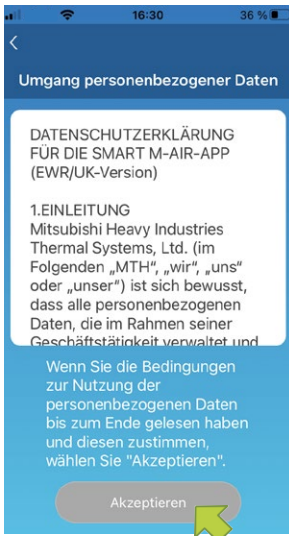 16:30 36 %
Umgang personenbezogener Daten
DATENSCHUTZERKLÄRUNG
FÜR DIE SMART M-AIR-APP
(EWR/UK-Version)
1.EINLEITUNG
Mitsubishi Heavy Industries
Thermal Systems, Ltd. (im
Folgenden „MTH“, „wir“, „uns“
oder „unser“) ist sich bewusst,
dass alle personenbezogenen
Daten, die im Rahmen seiner
Geschäftstätigkeit verwaltet und
Wenn Sie die Bedingungen
zur Nutzung der
personenbezogenen Daten
bis zum Ende gelesen haben
und diesen zustimmen,
wählen Sie "Akzeptieren".
Akzeptieren